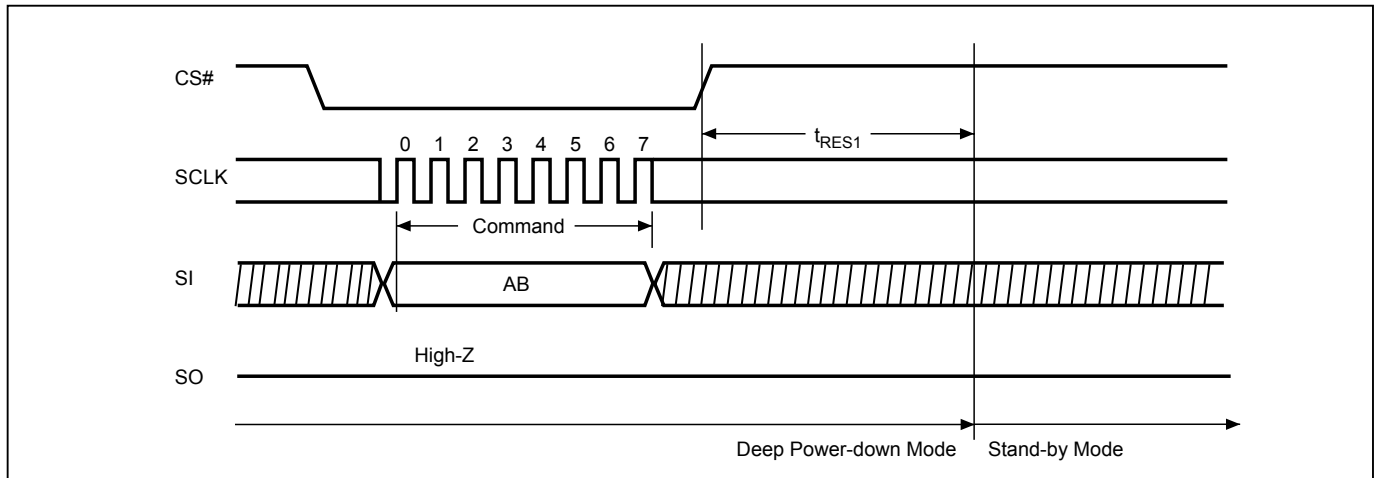 CS#
tRES1
0 1 2 3 4 5 6 7
SCLK
Command
SI
AB
High-Z
SO
Deep Power-down Mode Stand-by Mode